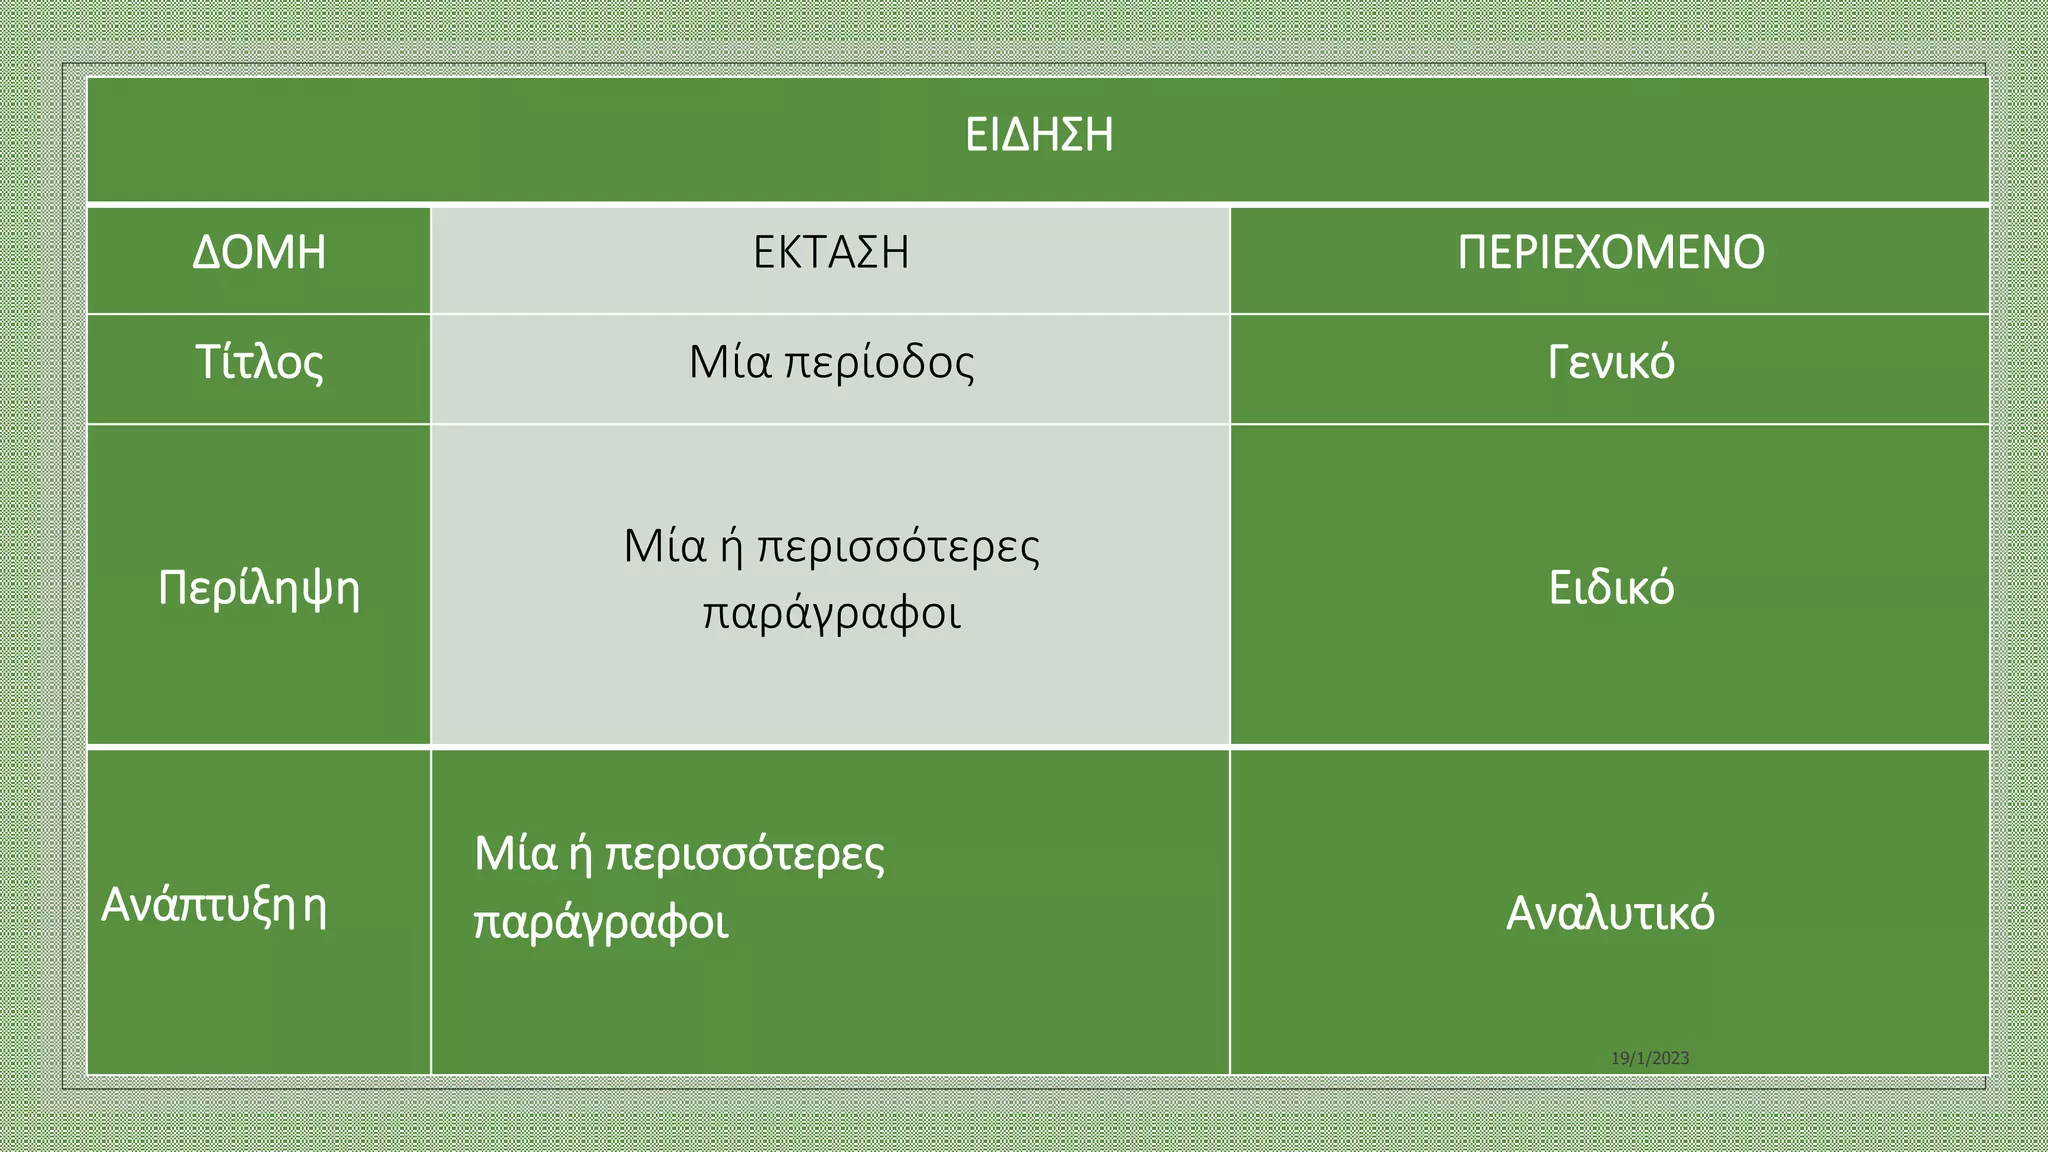 ΕΙΔΗΣΗ
ΔΟΜΗ
ΕΚΤΑΣΗ
ΠΕΡΙΕΧΟΜΕΝΟ
Τίτλος
Μία περίοδος
Γενικό
Περίληψη
Μία ή περισσότερες
παράγραφοι
Ειδικό
Ανάπτυξη η
Μία ή περισσότερες
παράγραφοι
Αναλυτικό
19/1/2023